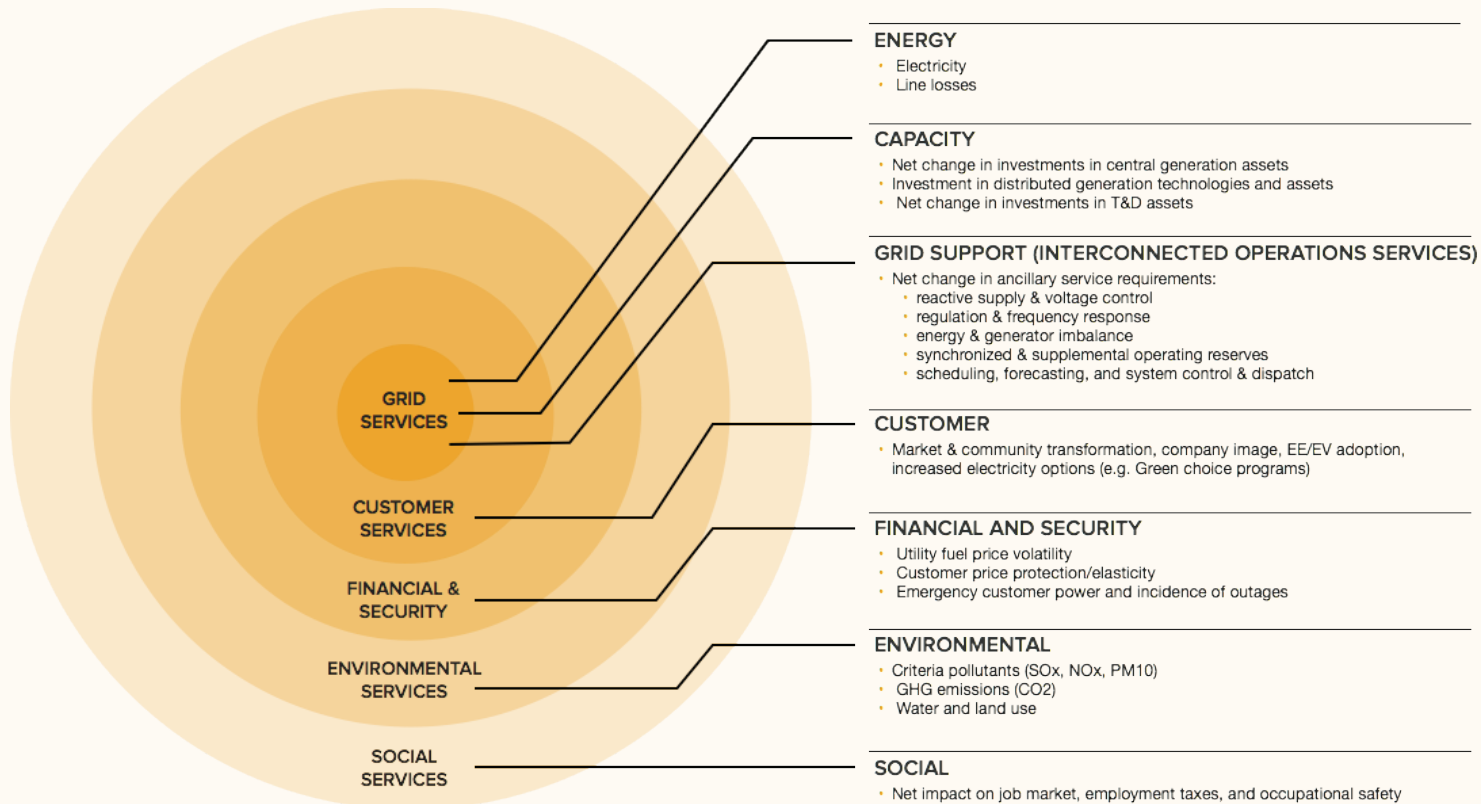 GRID
SERVICES
CUSTOMER
SERVICES
FINANCIAL &
SECURITY
ENVIRONMENTAL
SERVICES
SOCIAL
SERVICES
ENERGY
• Electricity
• Line losses
CAPACITY
• Net change in investments in central generation assets
• Investment in distributed generation technologies and assets
• Net change in investments in T&D assets
GRID SUPPORT (INTERCONNECTED OPERATIONS SERVICES)
• Net change in ancillary service requirements:
• reactive supply & voltage control
• regulation & frequency response
• energy & generator imbalance
• synchronized & supplemental operating reserves
• scheduling, forecasting, and system control & dispatch
CUSTOMER
• Market & community transformation, company image, EE/EV adoption,
increased electricity options (e.g. Green choice programs)
FINANCIAL AND SECURITY
• Utility fuel price volatility
• Customer price protection/elasticity
• Emergency customer power and incidence of outages
ENVIRONMENTAL
• Criteria pollutants (SOx, NOx, PM10)
• GHG emissions (CO2)
• Water and land use
SOCIAL
• Net impact on job market, employment taxes, and occupational safety